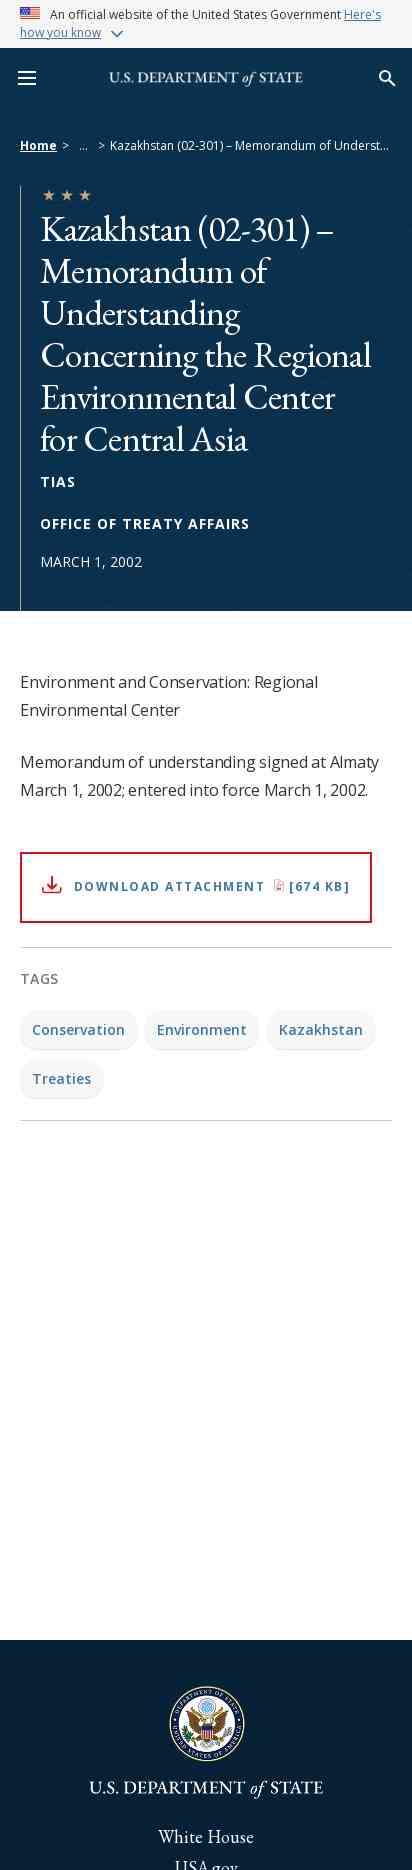 An official website of the United States Government Here's
how you know
U.S. DEPARTMENT of STATE
Home > ... > Kazakhstan (02-301) – Memorandum of Underst...
Kazakhstan (02-301) –
Memorandum of
Understanding
Concerning the Regional
Environmental Center
for Central Asia
TIAS
OFFICE OF TREATY AFFAIRS
MARCH 1, 2002
Environment and Conservation: Regional
Environmental Center
Memorandum of understanding signed at Almaty
March 1, 2002; entered into force March 1, 2002.
DOWNLOAD ATTACHMENT [674 KB]
TAGS
Conservation Environment Kazakhstan
Treaties
DEPARTMENT OF STATE
UNITED STATES OF AMERICA
U.S. DEPARTMENT of STATE
White House
USA.gov